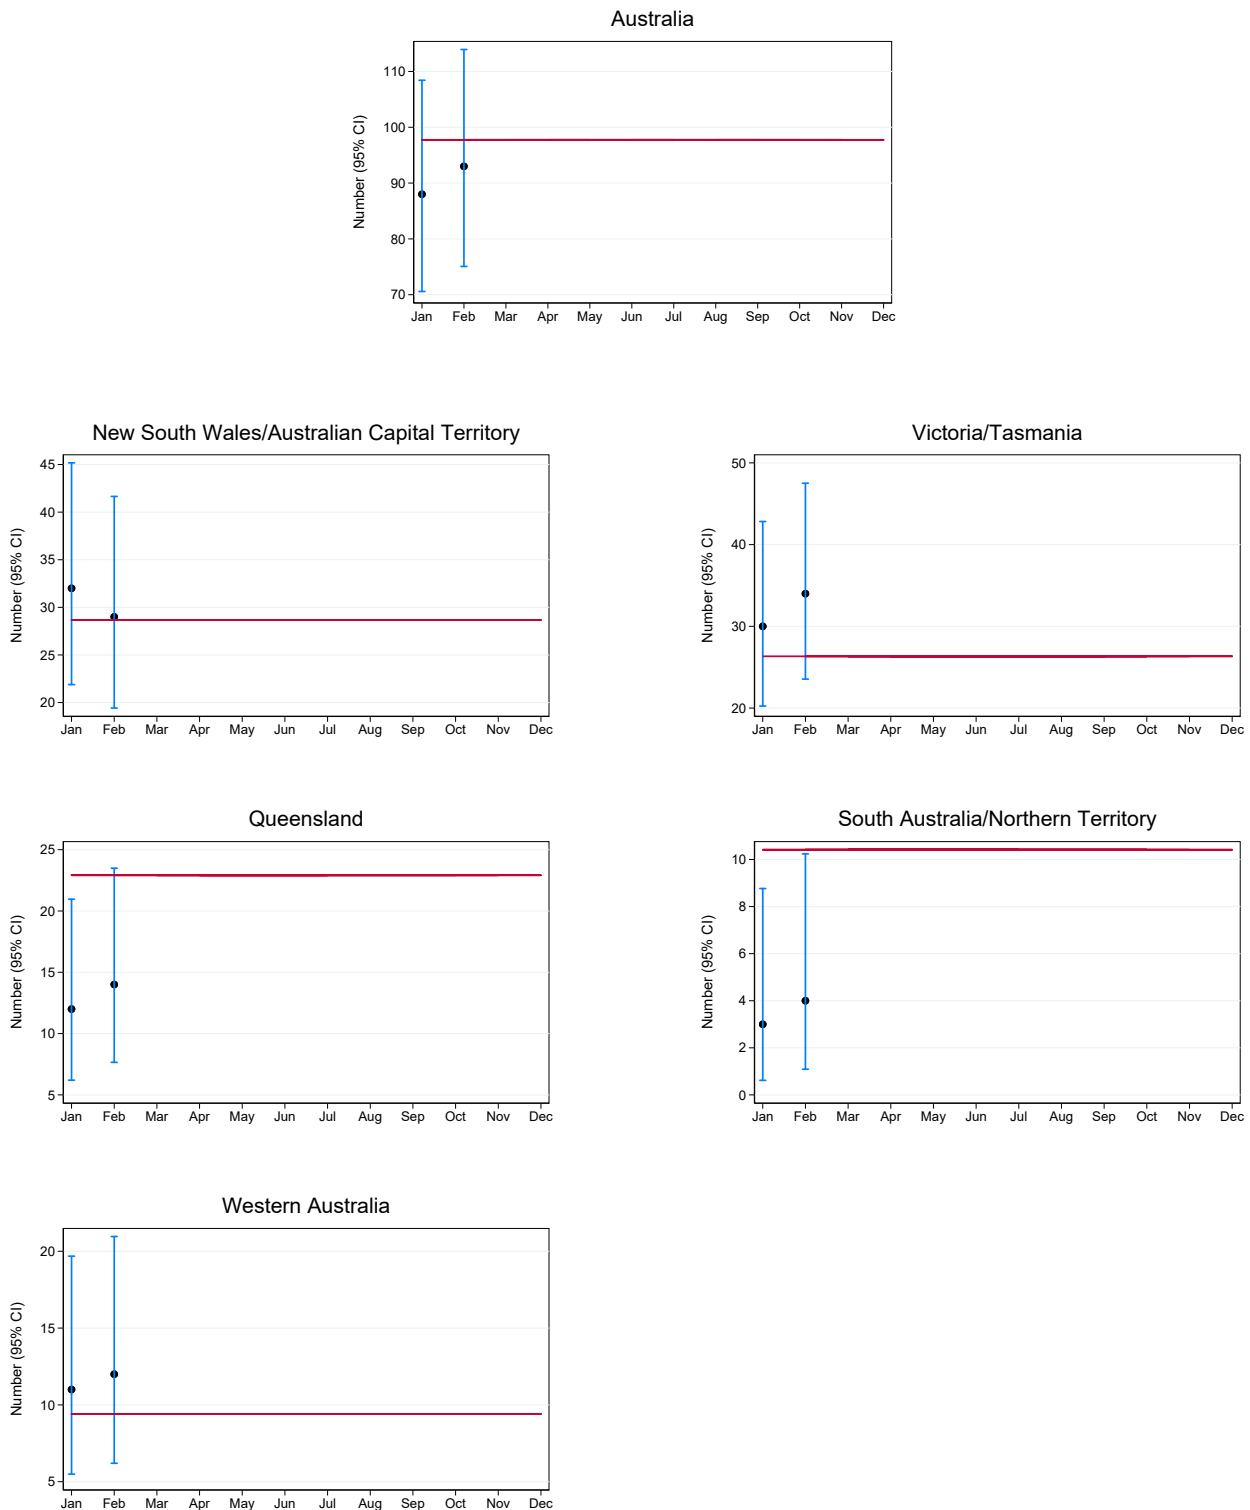 Australia
Number (95% CI)
110
100
90
80
70
Jan Feb Mar Apr May Jun Jul Aug Sep Oct Nov Dec
New South Wales/Australian Capital Territory
Number (95% CI)
45
40
35
30
25
20
Jan Feb Mar Apr May Jun Jul Aug Sep Oct Nov Dec
Victoria/Tasmania
Number (95% CI)
50
40
30
20
Jan Feb Mar Apr May Jun Jul Aug Sep Oct Nov Dec
Queensland
Number (95% CI)
25
20
15
10
5
Jan Feb Mar Apr May Jun Jul Aug Sep Oct Nov Dec
South Australia/Northern Territory
Number (95% CI)
10
8
6
4
2
0
Jan Feb Mar Apr May Jun Jul Aug Sep Oct Nov Dec
Western Australia
Number (95% CI)
20
15
10
5
Jan Feb Mar Apr May Jun Jul Aug Sep Oct Nov Dec